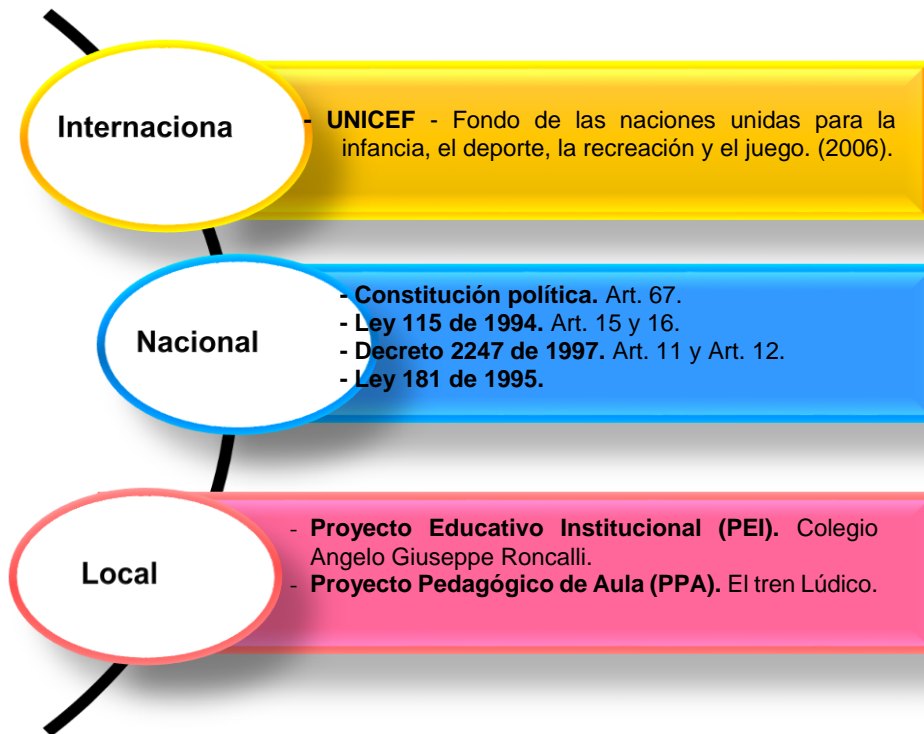 Internaciona
- UNICEF - Fondo de las naciones unidas para la
infancia, el deporte, la recreación y el juego. (2006).
Nacional
- Constitución política. Art. 67.
- Ley 115 de 1994. Art. 15 y 16.
- Decreto 2247 de 1997. Art. 11 y Art. 12.
- Ley 181 de 1995.
Local
- Proyecto Educativo Institucional (PEI). Colegio
Angelo Giuseppe Roncalli.
- Proyecto Pedagógico de Aula (PPA). El tren Lúdico.